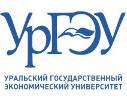 УрГЭУ
УРАЛЬСКИЙ ГОСУДАРСТВЕННЫЙ
ЭКОНОМИЧЕСКИЙ УНИВЕРСИТЕТ